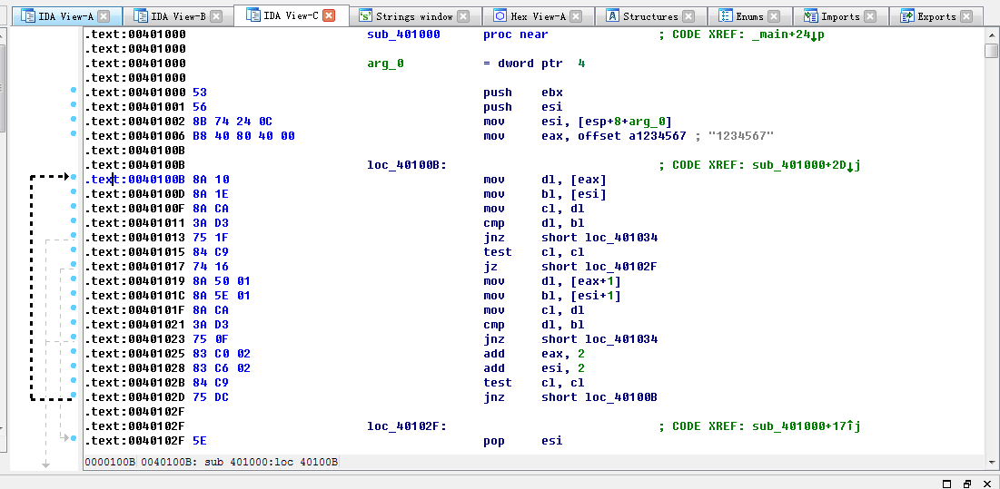 IDA View-A IDA View-B IDA View-C Strings window Hex View-A Structures Enums Imports Exports
.text:00401000 sub_401000 proc near ; CODE XREF: _main+24↓p
.text:00401000
.text:00401000 arg_0 = dword ptr 4
.text:00401000
.text:00401000 53 push ebx
.text:00401001 56 push esi
.text:00401002 8B 74 24 0C mov esi, [esp+8+arg_0]
.text:00401006 B8 40 80 40 00 mov eax, offset a1234567 ; "1234567"
.text:0040100B
.text:0040100B loc_40100B: ; CODE XREF: sub_401000+2D↓j
.text:0040100B 8A 10 mov dl, [eax]
.text:0040100D 8A 1E mov bl, [esi]
.text:0040100F 8A CA mov cl, dl
.text:00401011 3A D3 cmp dl, bl
.text:00401013 75 1F jnz short loc_401034
.text:00401015 84 C9 test cl, cl
.text:00401017 74 16 jz short loc_40102F
.text:00401019 8A 50 01 mov dl, [eax+1]
.text:0040101C 8A 5E 01 mov bl, [esi+1]
.text:0040101F 8A CA mov cl, dl
.text:00401021 3A D3 cmp dl, bl
.text:00401023 75 0F jnz short loc_401034
.text:00401025 83 C0 02 add eax, 2
.text:00401028 83 C6 02 add esi, 2
.text:0040102B 84 C9 test cl, cl
.text:0040102D 75 DC jnz short loc_40100B
.text:0040102F
.text:0040102F loc_40102F: ; CODE XREF: sub_401000+17↑j
.text:0040102F 5E pop esi
0000100B 0040100B: sub_401000:loc_40100B